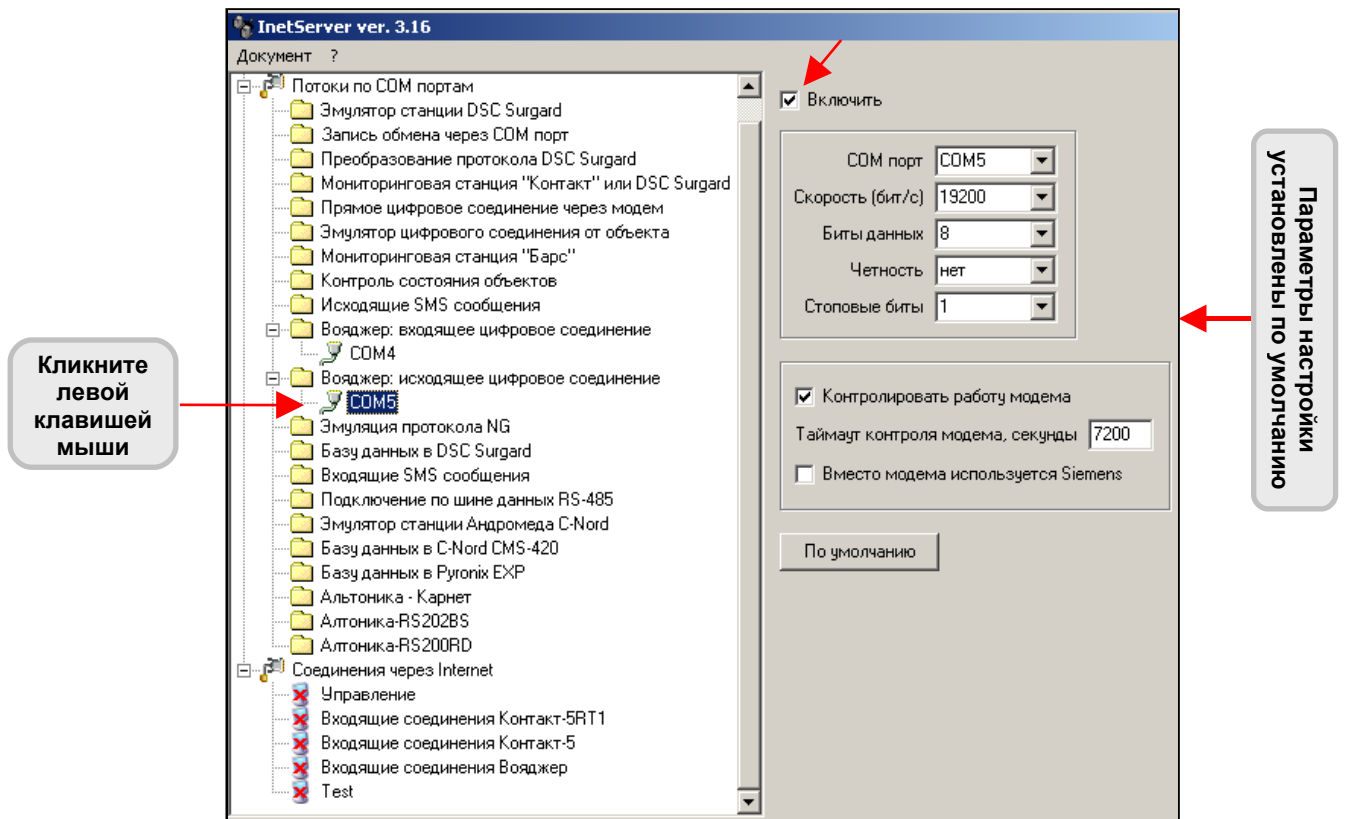 InetServer ver. 3.16
Документ ?
Потоки по COM портам
Эмулятор станции DSC Surgard
Запись обмена через COM порт
Преобразование протокола DSC Surgard
Мониторинговая станция "Контакт" или DSC Surgard
Прямое цифровое соединение через модем
Эмулятор цифрового соединения от объекта
Мониторинговая станция "Барс"
Контроль состояния объектов
Исходящие SMS сообщения
Вояджер: входящее цифровое соединение
COM4
Вояджер: исходящее цифровое соединение
COM5
Эмуляция протокола NG
Базу данных в DSC Surgard
Входящие SMS сообщения
Подключение по шине данных RS-485
Эмулятор станции Андромеда C-Nord
Базу данных в C-Nord CMS-420
Базу данных в Pyronix EXP
Альтоника - Карнет
Алтоника-RS202BS
Алтоника-RS200RD
Соединения через Internet
Управление
Входящие соединения Контакт-5RT1
Входящие соединения Контакт-5
Входящие соединения Вояджер
Test
Включить
COM порт COM5
Скорость (бит/с) 19200
Биты данных 8
Четность нет
Стоповые биты 1
Контролировать работу модема
Таймаут контроля модема, секунды 7200
Вместо модема используется Siemens
По умолчанию
Кликните
левой
клавишей
мыши
Параметры настройки
установлены по умолчанию